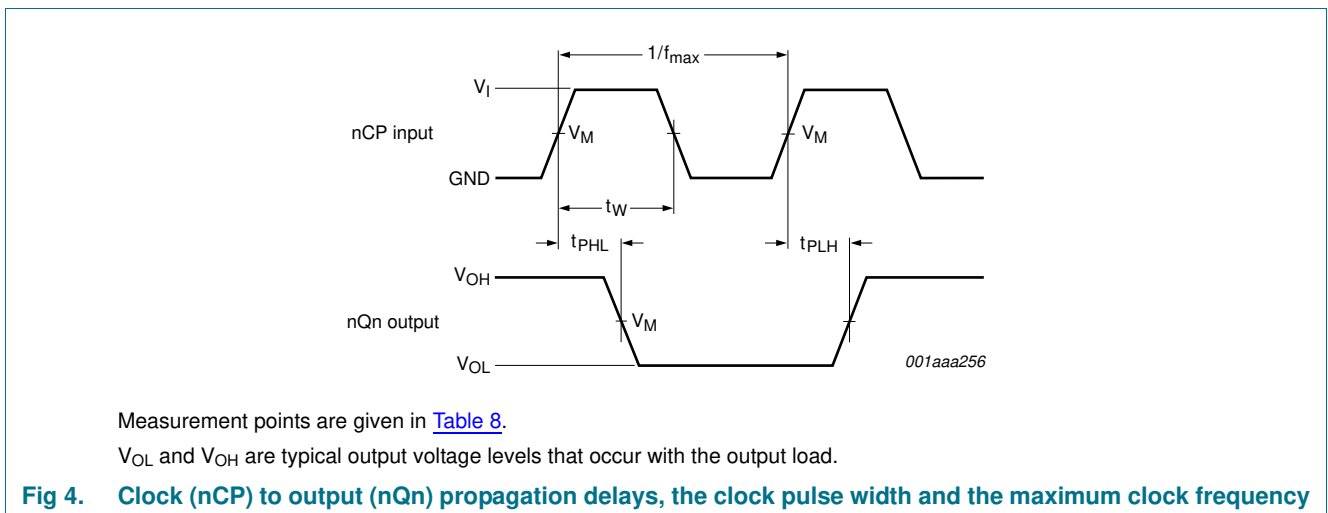 1/fmax
VI
nCP input
VM
VM
GND
tW
tPHL
tPLH
VOH
nQn output
VM
VOL
001aaa256
Measurement points are given in Table 8.
VOL and VOH are typical output voltage levels that occur with the output load.
Fig 4. Clock (nCP) to output (nQn) propagation delays, the clock pulse width and the maximum clock frequency